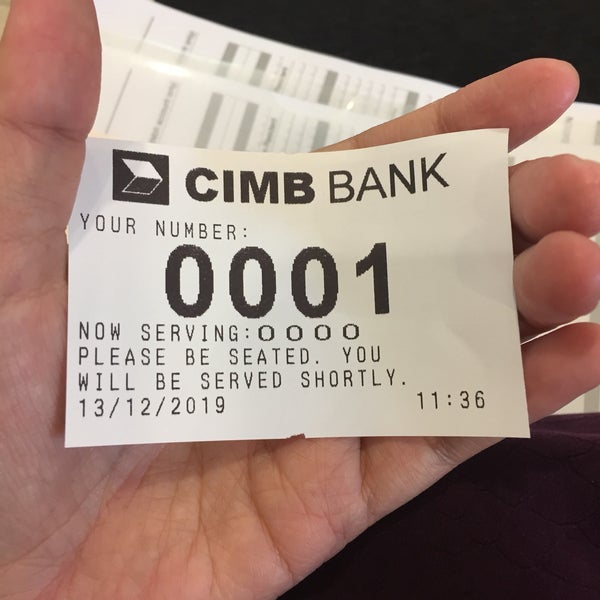 CIMB BANK
YOUR NUMBER:
0001
NOW SERVING:0000
PLEASE BE SEATED. YOU
WILL BE SERVED SHORTLY.
13/12/2019 11:36